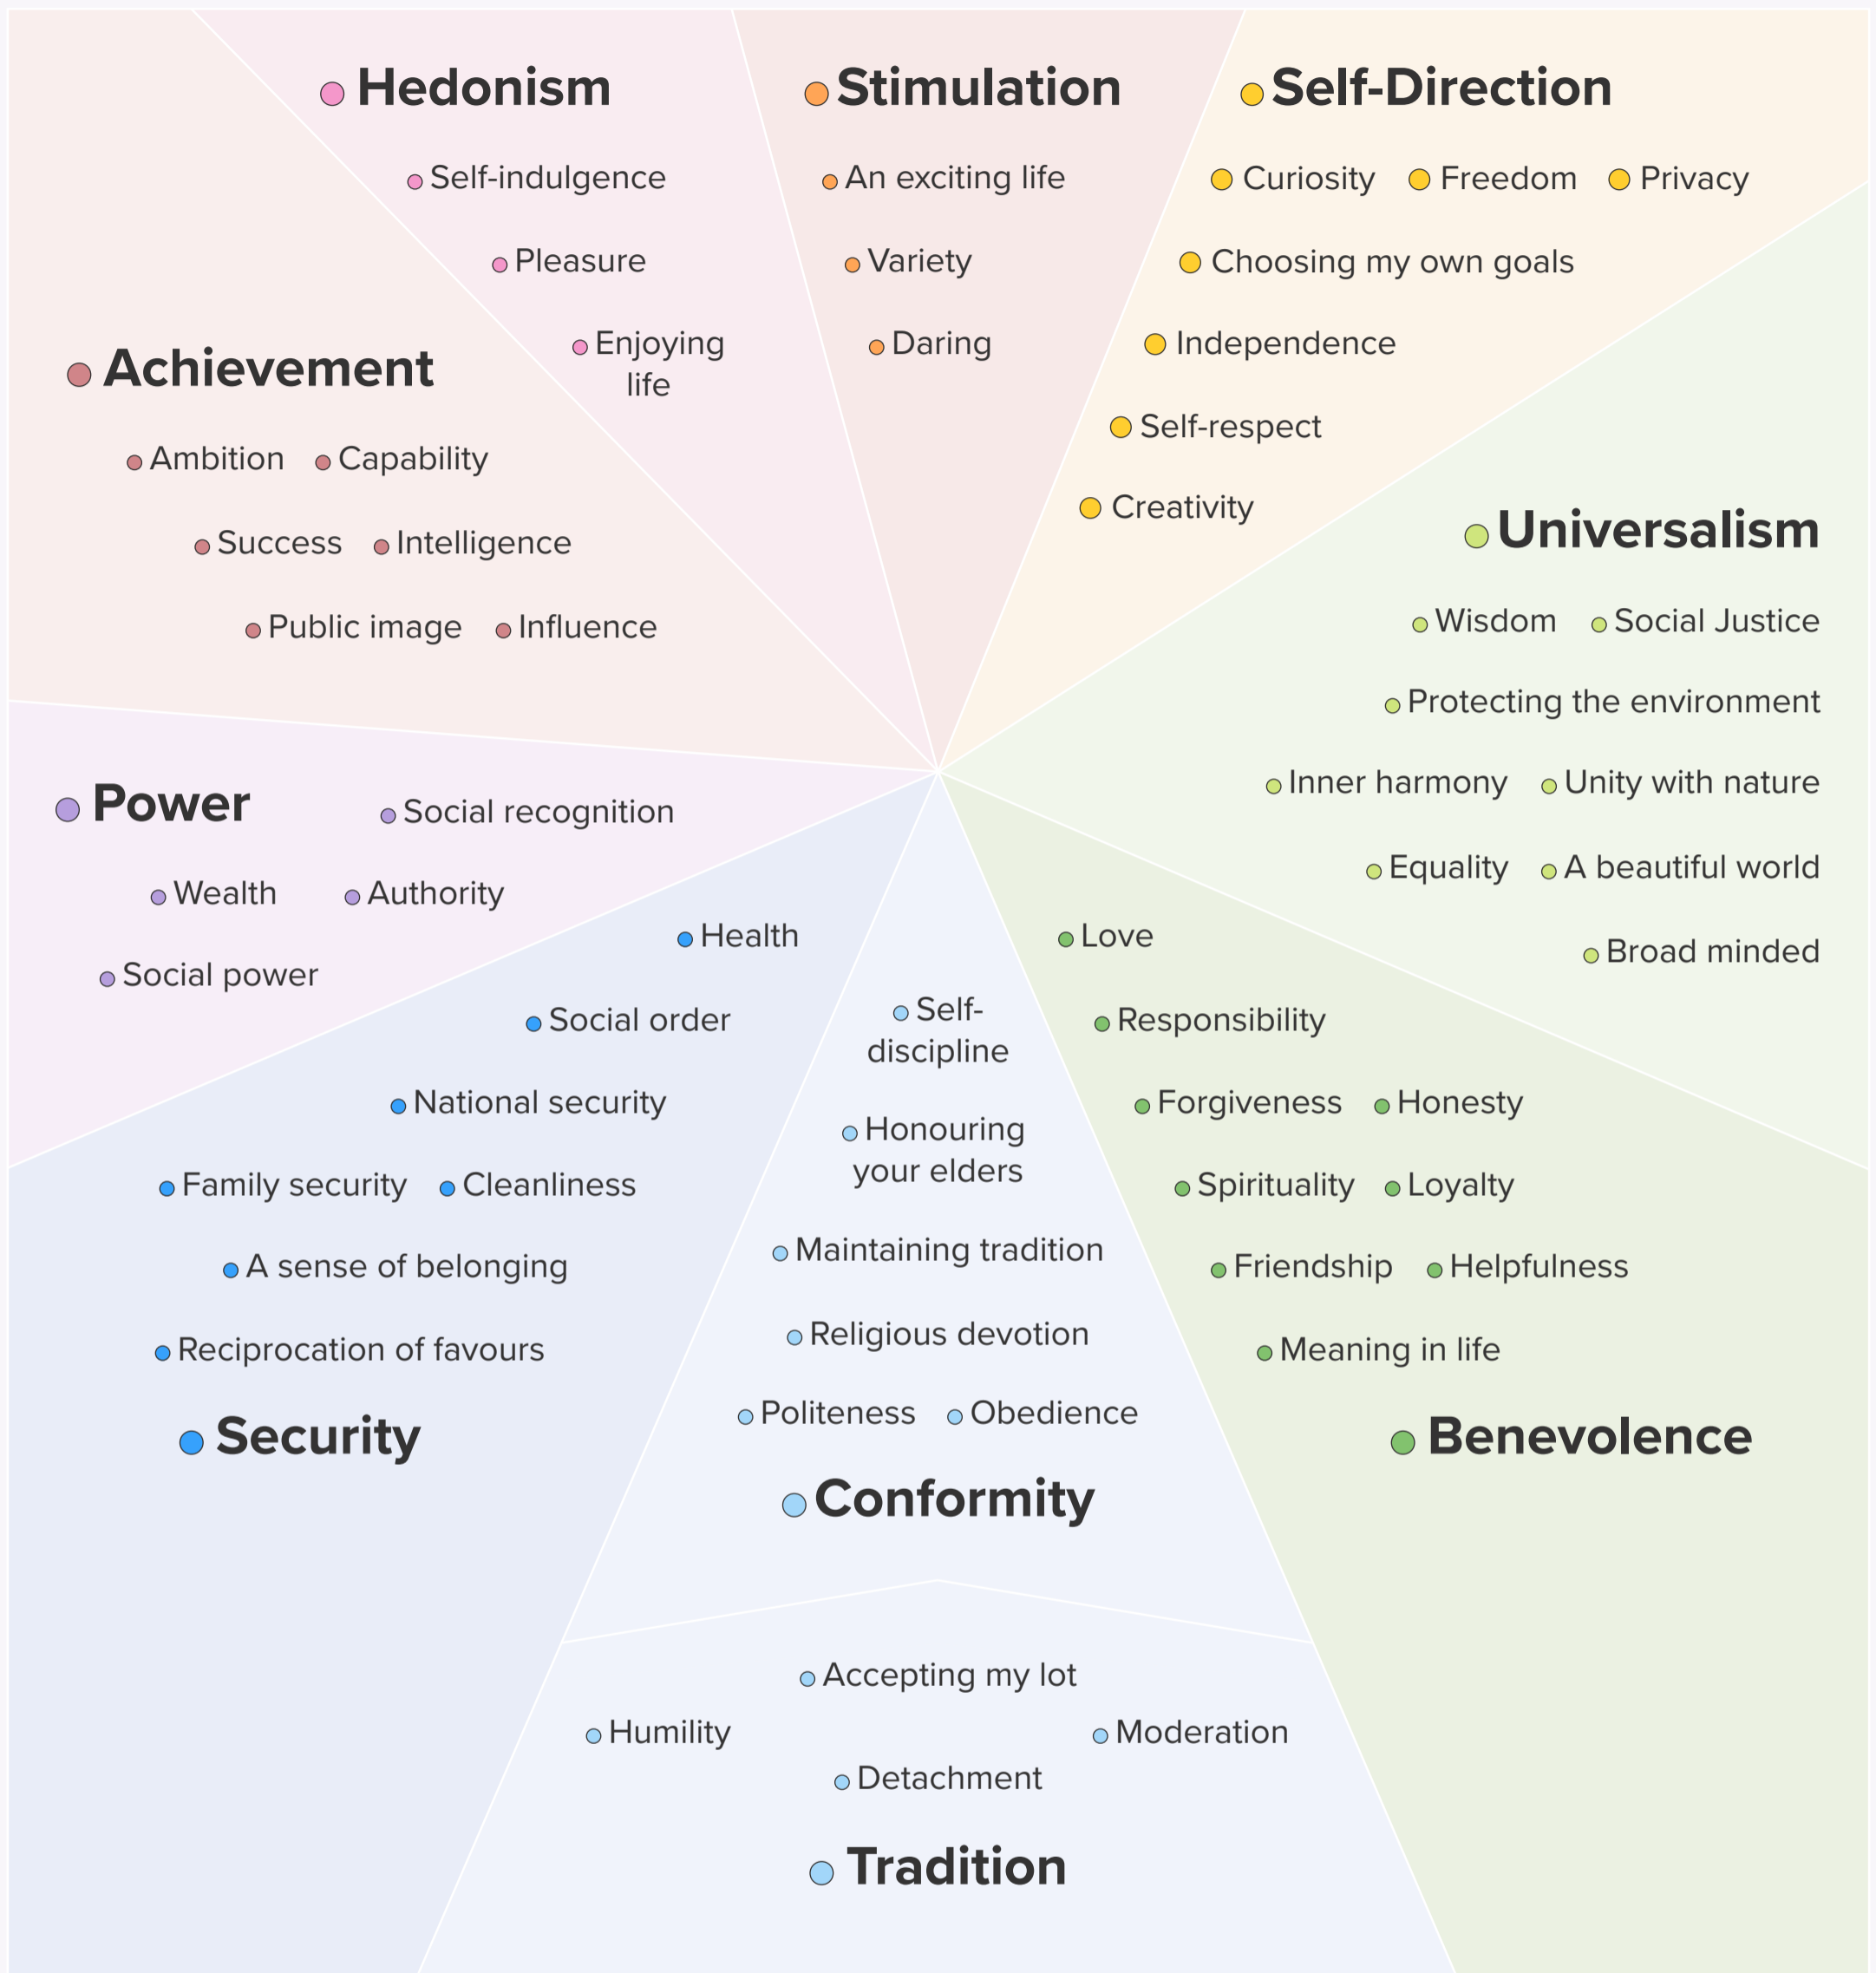 Hedonism
Self-indulgence
Pleasure
Enjoying
life
Stimulation
An exciting life
Variety
Daring
Self-Direction
Curiosity Freedom Privacy
Choosing my own goals
Independence
Self-respect
Creativity
Achievement
Ambition Capability
Success Intelligence
Public image Influence
Universalism
Wisdom Social Justice
Protecting the environment
Inner harmony Unity with nature
Equality A beautiful world
Broad minded
Power
Social recognition
Wealth Authority
Social power
Health
Social order
National security
Family security Cleanliness
A sense of belonging
Reciprocation of favours
Security
Self-
discipline
Honouring
your elders
Maintaining tradition
Religious devotion
Politeness Obedience
Conformity
Love
Responsibility
Forgiveness Honesty
Spirituality Loyalty
Friendship Helpfulness
Meaning in life
Benevolence
Accepting my lot
Humility Moderation
Detachment
Tradition